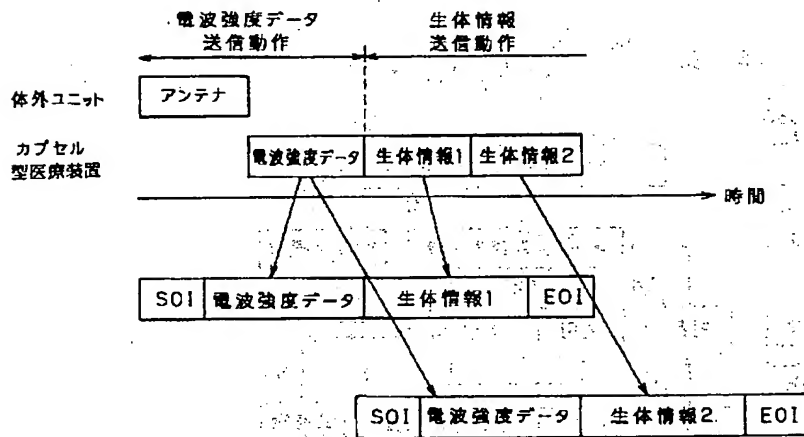 電波強度データ
送信動作
生体情報
送信動作
体外ユニット
アンテナ
カプセル
型医療装置
電波強度データ
生体情報1
生体情報2
時間
SOI
電波強度データ
生体情報1
EOI
SOI
電波強度データ
生体情報2
EOI